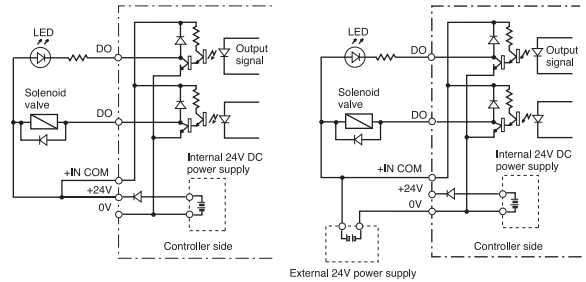 LED
DO
Output
signal
Solenoid
valve
DO
Internal 24V DC
power supply
+IN COM
+24V
0V
Controller side
LED
DO
Output
signal
Solenoid
valve
DO
Internal 24V DC
power supply
+IN COM
+24V
0V
Controller side
External 24V power supply